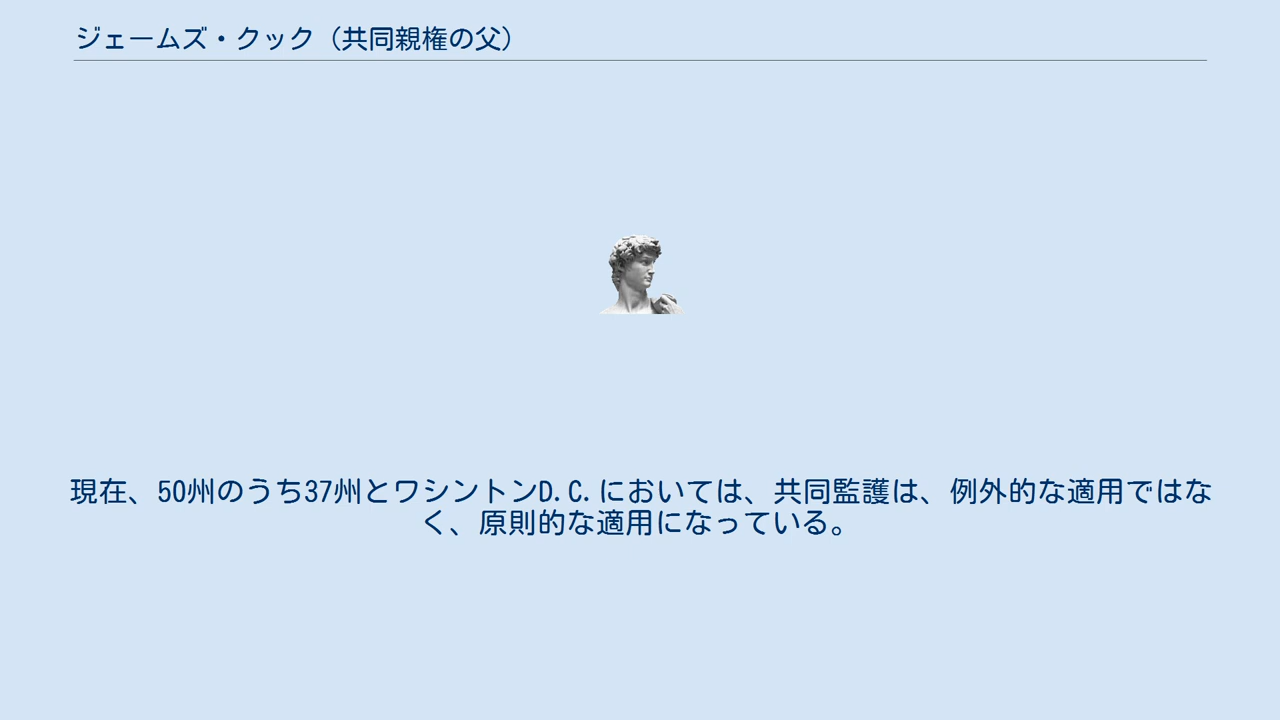 ジェームズ・クック（共同親権の父）
現在、50州のうち37州とワシントンD.C.においては、共同監護は、例外的な適用ではな
く、原則的な適用になっている。